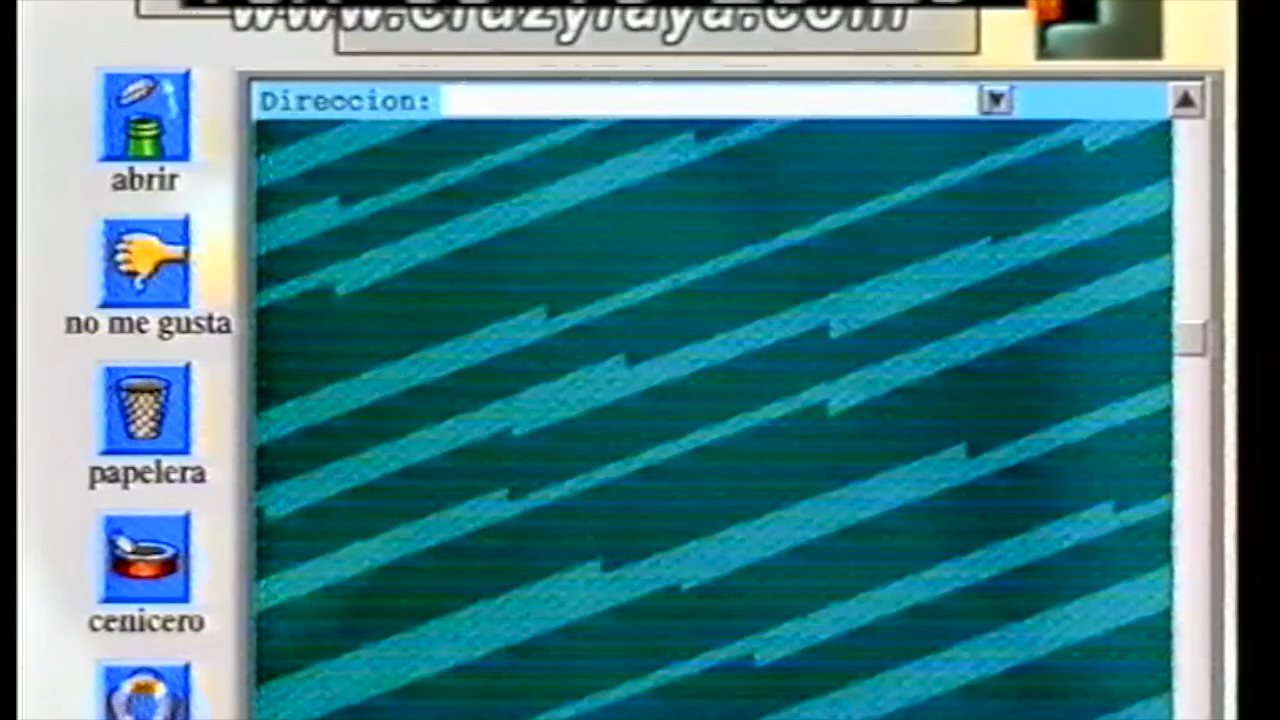 www.crazyraya.com
Direccion:
abrir
no me gusta
papelera
cenicero